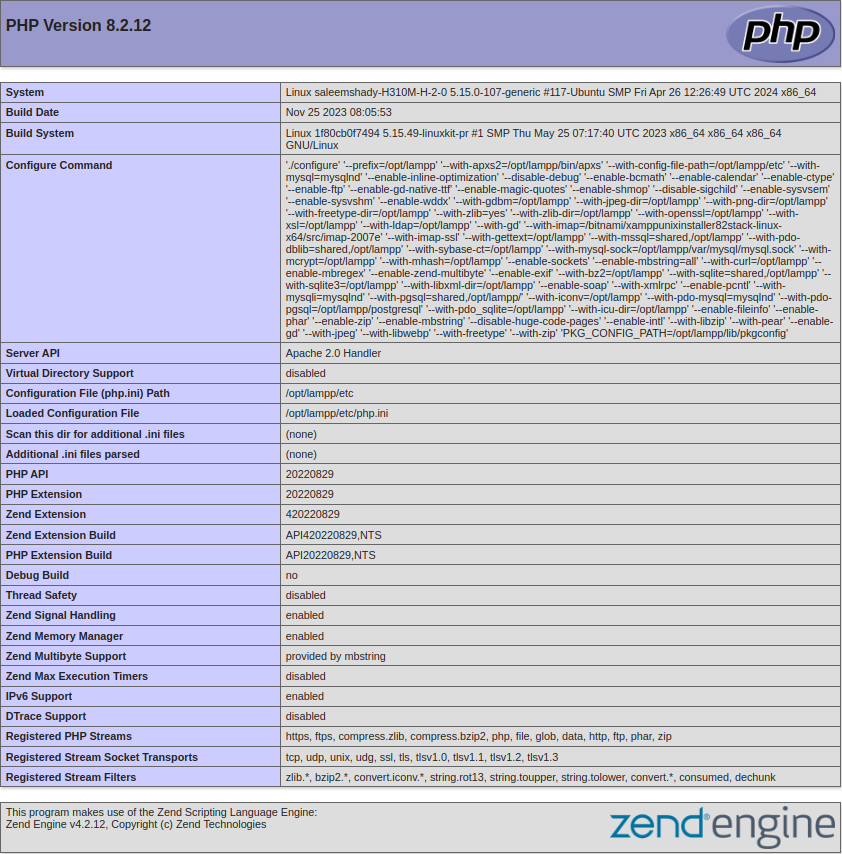 PHP Version 8.2.12
php
System Linux saleemshady-H310M-H-2-0 5.15.0-107-generic #117-Ubuntu SMP Fri Apr 26 12:26:49 UTC 2024 x86_64
Build Date Nov 25 2023 08:05:53
Build System Linux 1f80cb0f7494 5.15.49-linuxkit-pr #1 SMP Thu May 25 07:17:40 UTC 2023 x86_64 x86_64 x86_64
GNU/Linux
Configure Command './configure' '--prefix=/opt/lampp' '--with-apxs2=/opt/lampp/bin/apxs' '--with-config-file-path=/opt/lampp/etc' '--with-
mysql=mysqlnd' '--enable-inline-optimization' '--disable-debug' '--enable-bcmath' '--enable-calendar' '--enable-ctype'
'--enable-ftp' '--enable-gd-native-ttf' '--enable-magic-quotes' '--enable-shmop' '--disable-sigchild' '--enable-sysvsem'
'--enable-sysvshm' '--enable-wddx' '--with-gdbm=/opt/lampp' '--with-jpeg-dir=/opt/lampp' '--with-png-dir=/opt/lampp'
'--with-freetype-dir=/opt/lampp' '--with-zlib=yes' '--with-zlib-dir=/opt/lampp' '--with-openssl=/opt/lampp' '--with-
xsl=/opt/lampp' '--with-ldap=/opt/lampp' '--with-gd' '--with-imap=/bitnami/xamppunixinstaller82stack-linux-
x64/src/imap-2007e' '--with-imap-ssl' '--with-gettext=/opt/lampp' '--with-mssql=shared,/opt/lampp' '--with-pdo-
dblib=shared,/opt/lampp' '--with-sybase-ct=/opt/lampp' '--with-mysql-sock=/opt/lampp/var/mysql/mysql.sock' '--with-
mcrypt=/opt/lampp' '--with-mhash=/opt/lampp' '--enable-sockets' '--enable-mbstring=all' '--with-curl=/opt/lampp' '--
enable-mbregex' '--enable-zend-multibyte' '--enable-exif' '--with-bz2=/opt/lampp' '--with-sqlite=shared,/opt/lampp' '--
with-sqlite3=/opt/lampp' '--with-libxml-dir=/opt/lampp' '--enable-soap' '--with-xmlrpc' '--enable-pcntl' '--with-
mysqli=mysqlnd' '--with-pgsql=shared,/opt/lampp/' '--with-iconv=/opt/lampp' '--with-pdo-mysql=mysqlnd' '--with-pdo-
pgsql=/opt/lampp/postgresql' '--with-pdo_sqlite=/opt/lampp' '--with-icu-dir=/opt/lampp' '--enable-fileinfo' '--enable-
phar' '--enable-zip' '--enable-mbstring' '--disable-huge-code-pages' '--enable-intl' '--with-libzip' '--with-pear' '--enable-
gd' '--with-jpeg' '--with-libwebp' '--with-freetype' '--with-zip' 'PKG_CONFIG_PATH=/opt/lampp/lib/pkgconfig'
Server API Apache 2.0 Handler
Virtual Directory Support disabled
Configuration File (php.ini) Path /opt/lampp/etc
Loaded Configuration File /opt/lampp/etc/php.ini
Scan this dir for additional .ini files (none)
Additional .ini files parsed (none)
PHP API 20220829
PHP Extension 20220829
Zend Extension 420220829
Zend Extension Build API420220829,NTS
PHP Extension Build API20220829,NTS
Debug Build no
Thread Safety disabled
Zend Signal Handling enabled
Zend Memory Manager enabled
Zend Multibyte Support provided by mbstring
Zend Max Execution Timers disabled
IPv6 Support enabled
DTrace Support disabled
Registered PHP Streams https, ftps, compress.zlib, compress.bzip2, php, file, glob, data, http, ftp, phar, zip
Registered Stream Socket Transports tcp, udp, unix, udg, ssl, tls, tlsv1.0, tlsv1.1, tlsv1.2, tlsv1.3
Registered Stream Filters zlib.*, bzip2.*, convert.iconv.*, string.rot13, string.toupper, string.tolower, convert.*, consumed, dechunk
This program makes use of the Zend Scripting Language Engine:
Zend Engine v4.2.12, Copyright (c) Zend Technologies
zend®engine